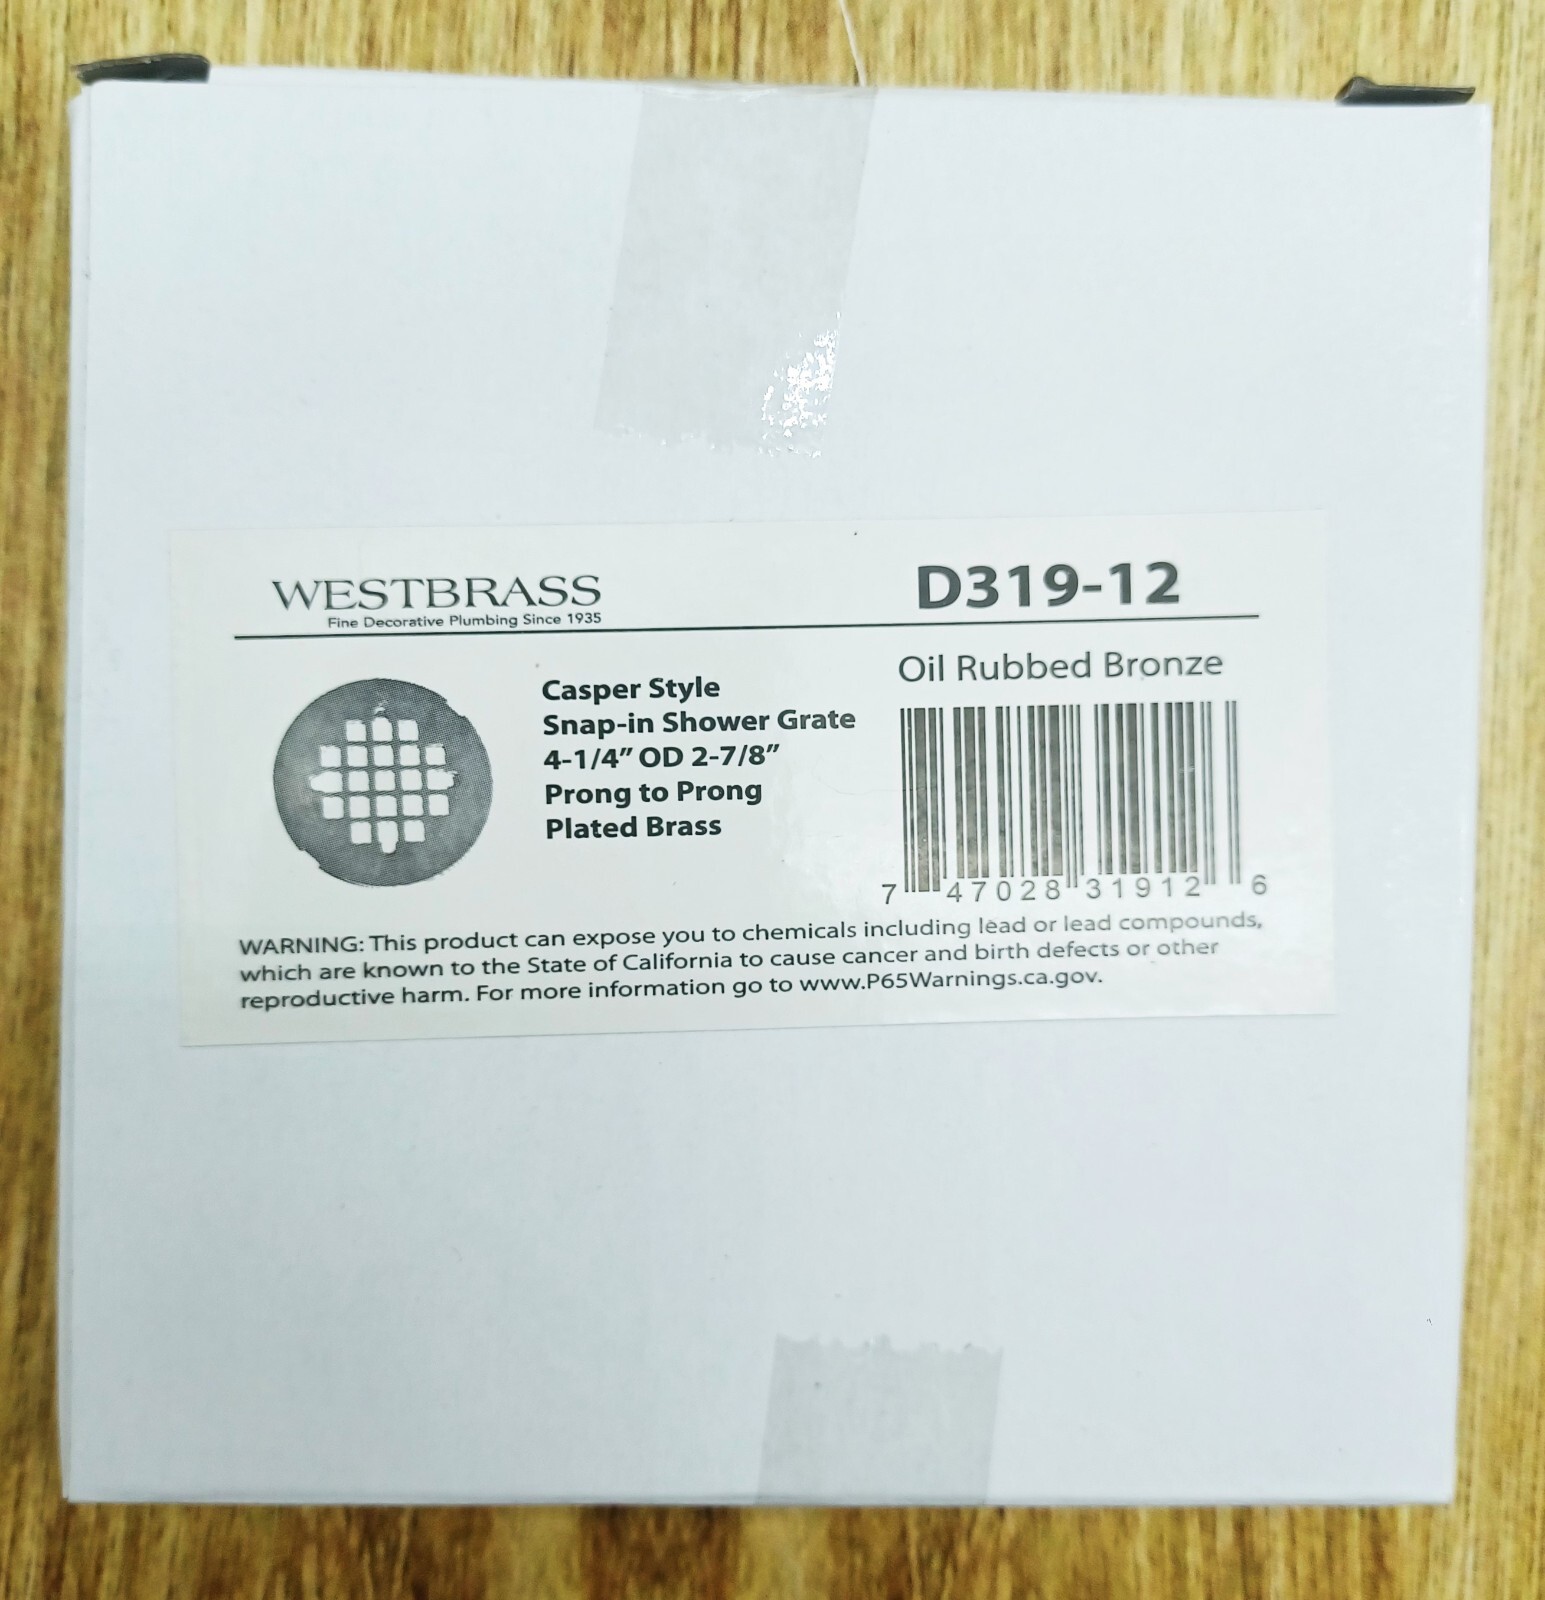 WESTBRASS
Fine Decorative Plumbing Since 1935
D319-12
Casper Style
Snap-in Shower Grate
4-1/4” OD 2-7/8”
Prong to Prong
Plated Brass
Oil Rubbed Bronze
7 47028 31912 6
WARNING: This product can expose you to chemicals including lead or lead compounds,
which are known to the State of California to cause cancer and birth defects or other
reproductive harm. For more information go to www.P65Warnings.ca.gov.